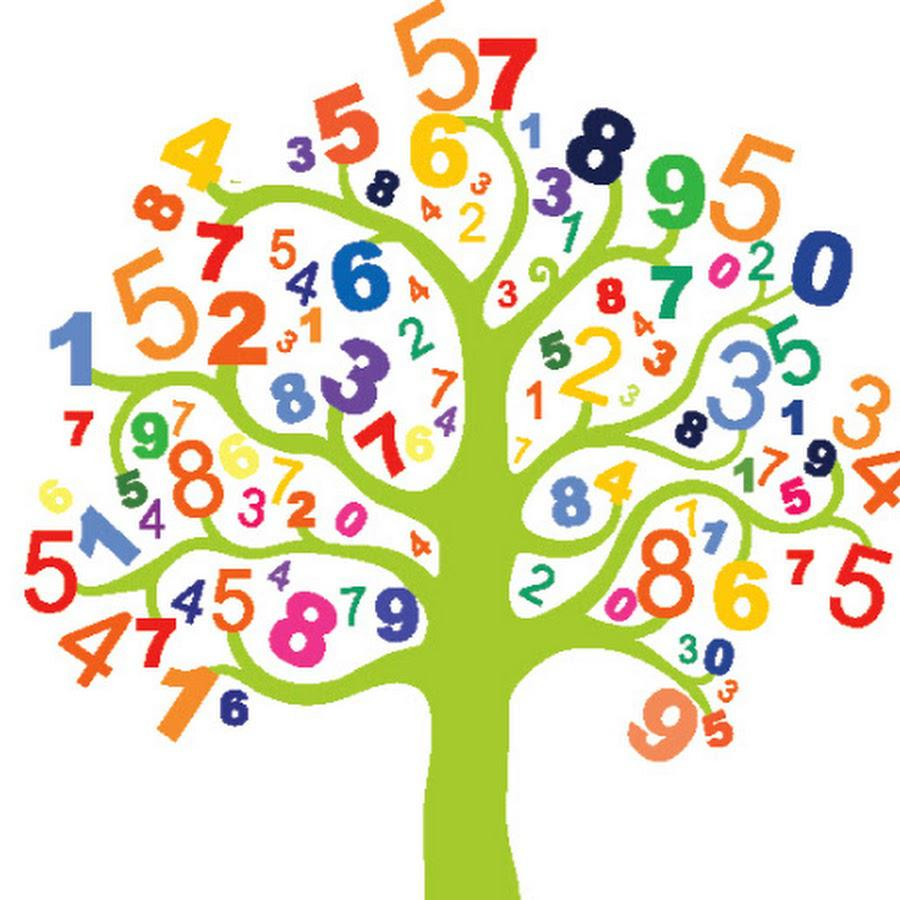 5 7
1 8
4 3 5 6
8 8 4 3 2 3 1 9 5
7 5 4 6 4 3 8 7 0 2 0
5 2 3 1 2 5 2 4 3 3 5
1 8 3 7 4 1 3 3
7 9 7 6 7 6 7 8 1 9 3
6 5 8 3 7 2 0 8 4 1 7 5 4
5 1 4 4 7 1
4 5 4 8 7 9 2 0 8 6 7 5
4 7 3 0
1 6 9 3 5